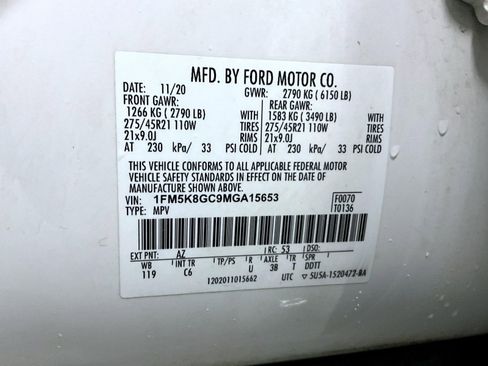 MFD. BY FORD MOTOR CO.
DATE: 11/20 GVWR: 2790 KG ( 6150 LB)
FRONT GAWR: REAR GAWR:
1266 KG ( 2790 LB) WITH 1583 KG ( 3490 LB) WITH
275/45R21 110W TIRES 275/45R21 110W TIRES
21x9.0J RIMS 21x9.0J RIMS
AT 230 kPa/ 33 PSI COLD AT 230 kPa/ 33 PSI COLD
THIS VEHICLE CONFORMS TO ALL APPLICABLE FEDERAL MOTOR
VEHICLE SAFETY STANDARDS IN EFFECT ON THE DATE OF
MANUFACTURE SHOWN ABOVE.
VIN: 1FM5K8GC9MGA15653 F0070
TYPE: MPV T0136
EXT PNT: AZ RC: 53 DSO:
WB INT TR TP/PS R AXLE TR SPR
119 C6 U 3B T DDTT
1202011015662 UTC ▽ 5U5A-1520472-BA